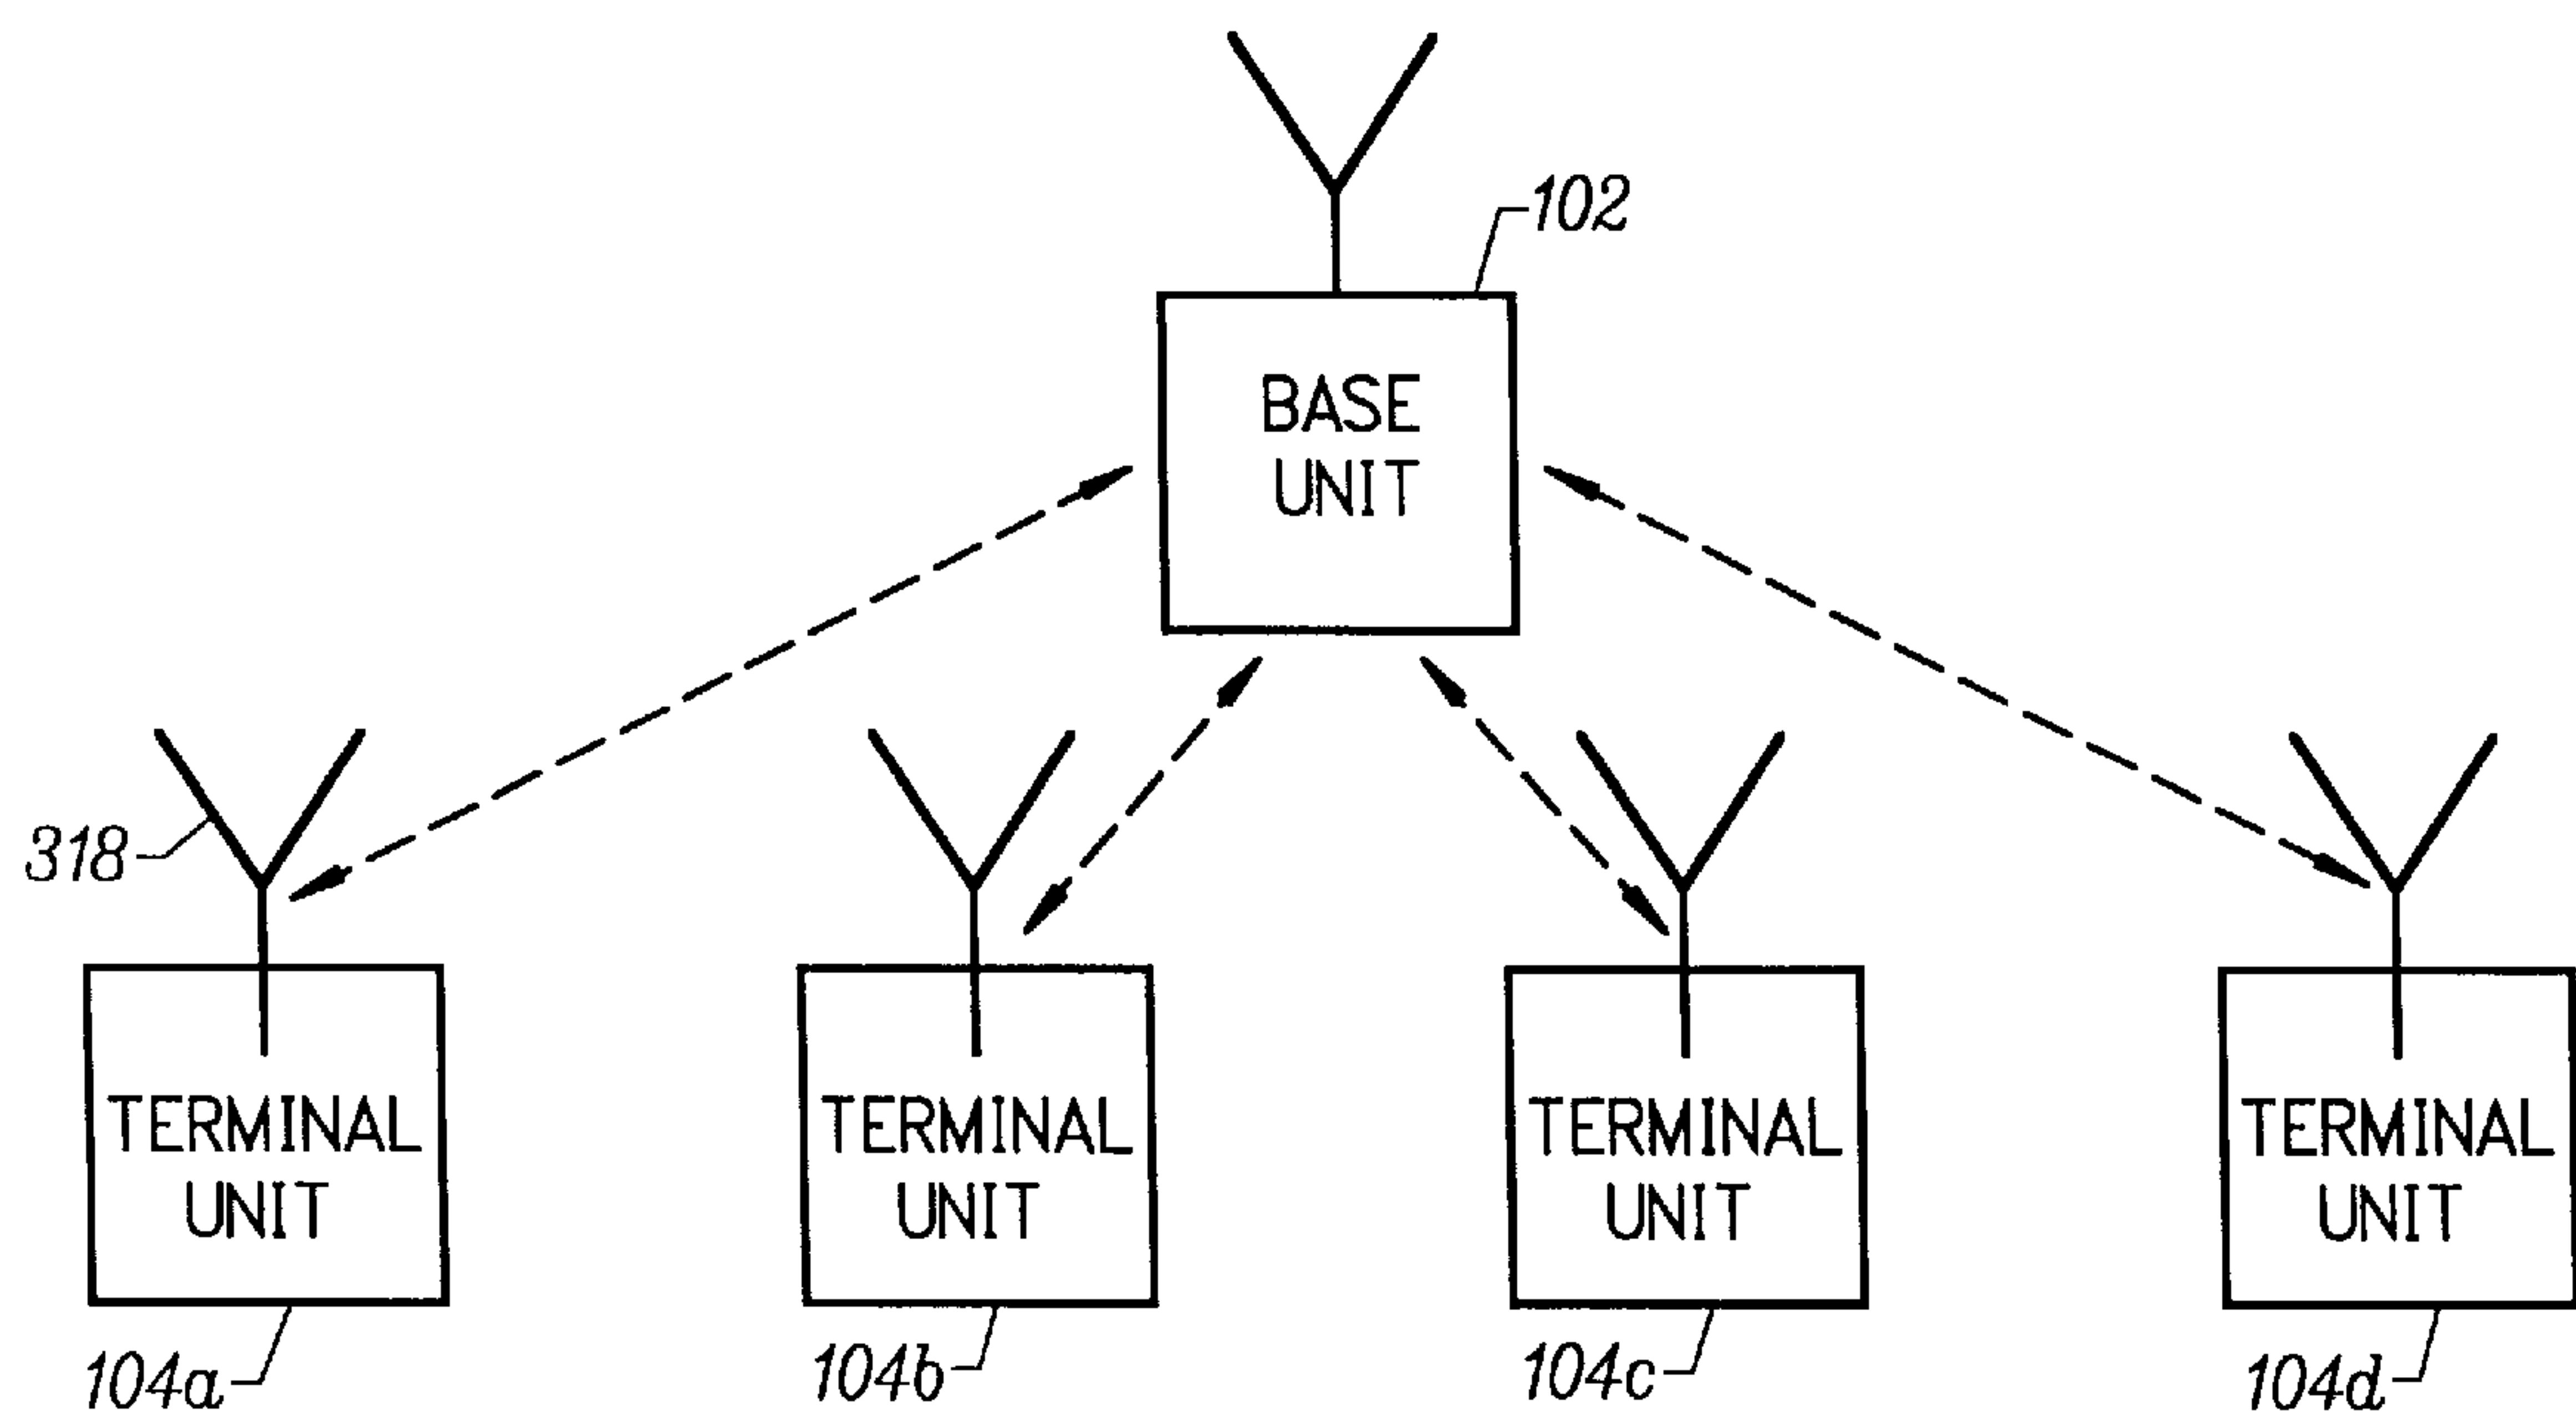 102
BASE
UNIT
318
TERMINAL
UNIT
TERMINAL
UNIT
TERMINAL
UNIT
TERMINAL
UNIT
104a
104b
104c
104d